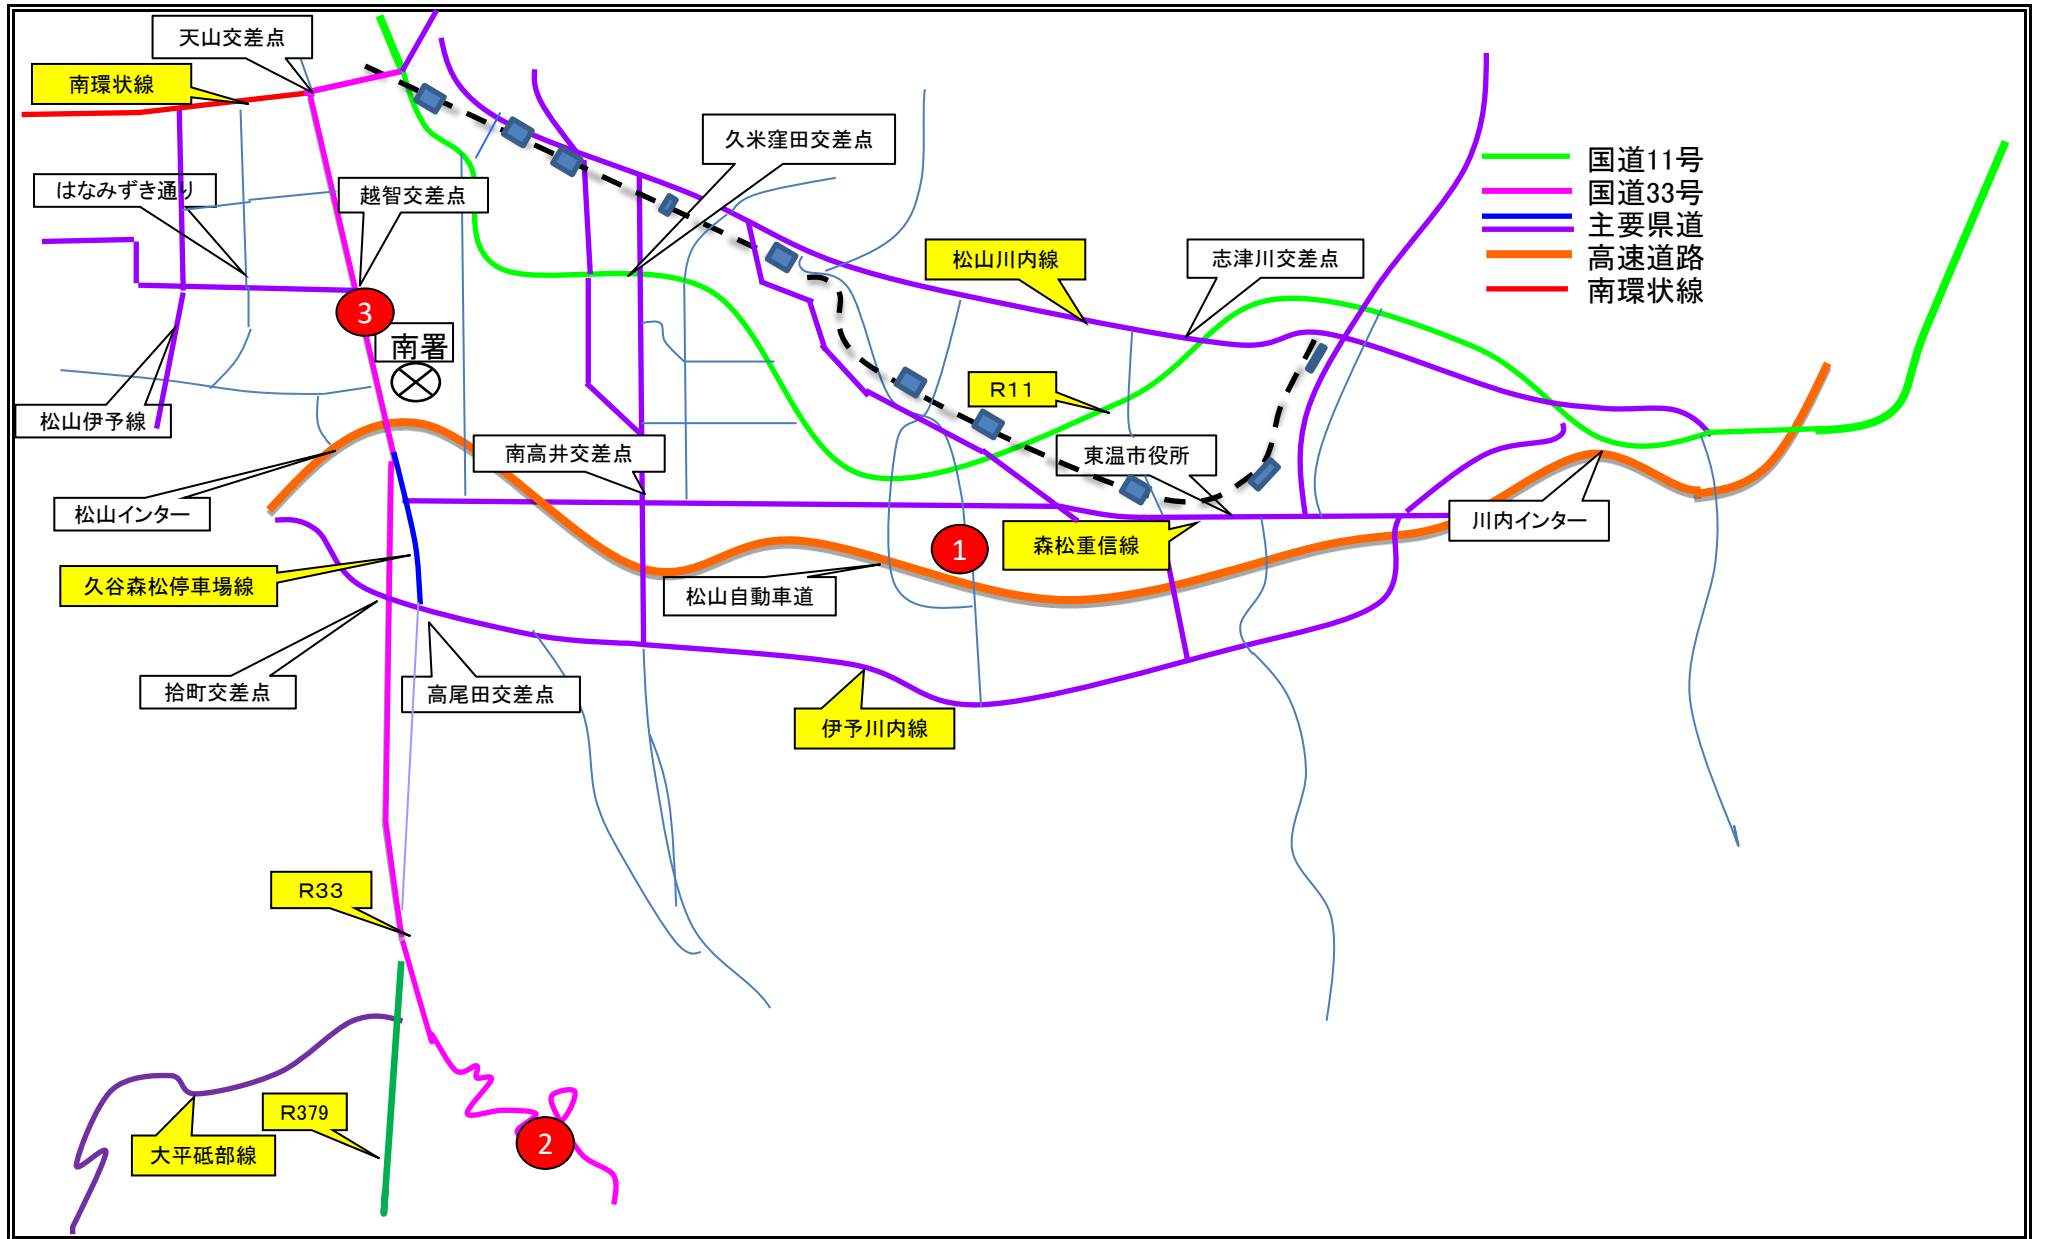 天山交差点
南環状線
久米窪田交差点
国道11号
国道33号
主要県道
高速道路
南環状線
はなみずき通り
越智交差点
松山川内線
志津川交差点
3
南署
R11
松山伊予線
南高井交差点
東温市役所
松山インター
川内インター
1
森松重信線
久谷森松停車場線
松山自動車道
拾町交差点
高尾田交差点
伊予川内線
R33
R379
大平砥部線
2